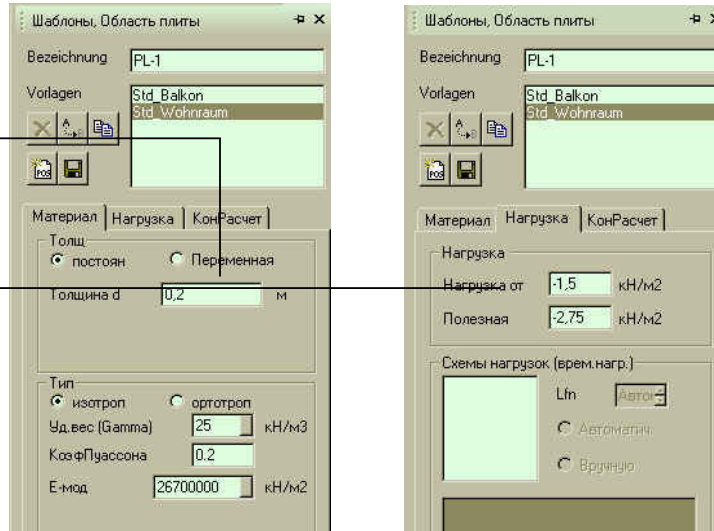 Шаблоны, Область плиты
Bezeichnung PL-1
Vorlagen
Std_Balkon
Std_Wohnraum
A B
POS
Материал Нагрузка КонРасчет
Толщ
постоян Переменная
Толщина d 0,2 м
Тип
изотроп ортотроп
Уд.вес (Gamma) 25 кН/м3
КоэфПуассона 0.2
Е-мод 26700000 кН/м2
Шаблоны, Область плиты
Bezeichnung PL-1
Vorlagen
Std_Balkon
Std_Wohnraum
A B
POS
Материал Нагрузка КонРасчет
Нагрузка
Нагрузка от -1,5 кН/м2
Полезная -2,75 кН/м2
Схемы нагрузок (врем.нагр.)
Lfn
Автоматич.
Вручную